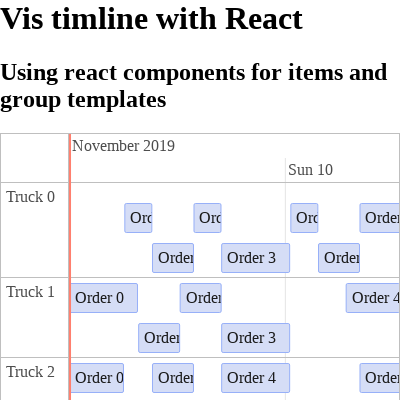 Vis timline with React
Using react components for items and
group templates
November 2019
Sun 10
Truck 0
Orc Orc Orc Order
Order Order 3 Order
Truck 1
Order 0 Order Order 4
Order Order 3
Truck 2
Order 0 Order Order 4 Order